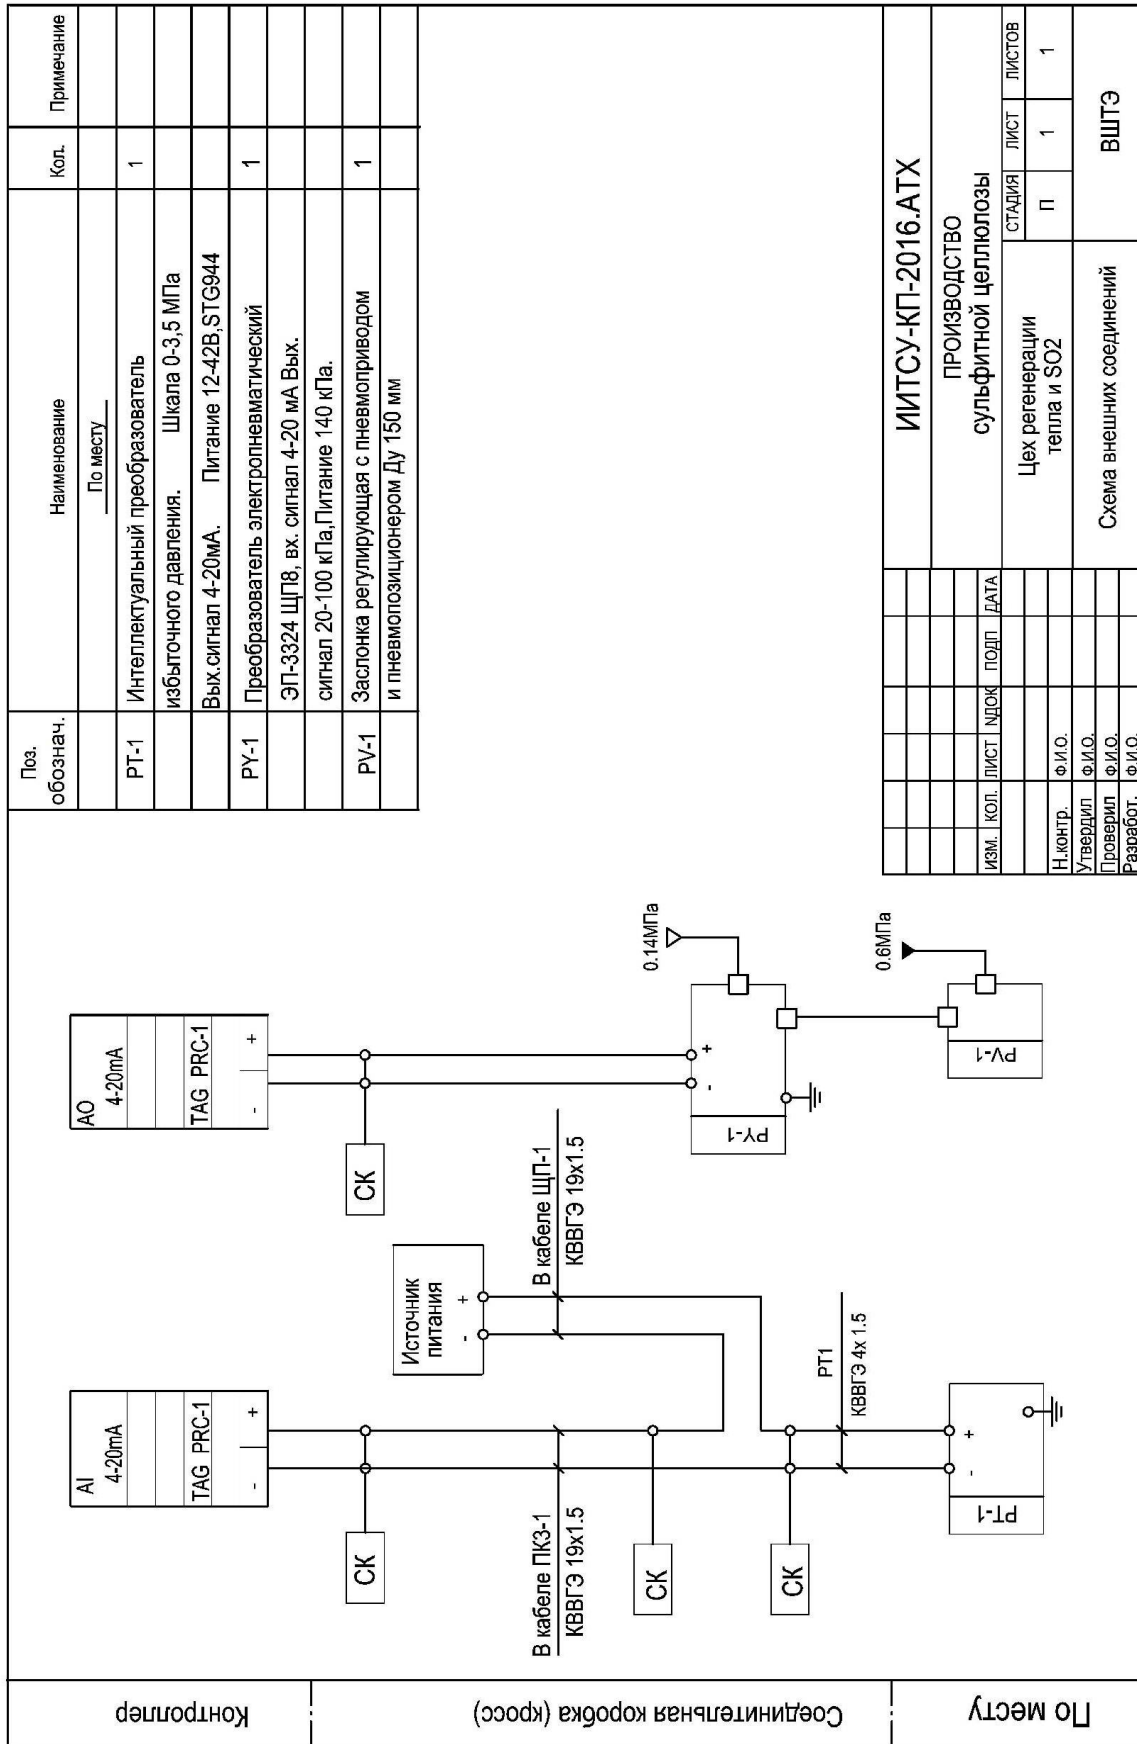 Поз. обознач.
Наименование
Кол.
Примечание
По месту
PT-1
Интеллектуальный преобразователь
1
избыточного давления. Шкала 0-3,5 МПа
Вых.сигнал 4-20мА. Питание 12-42В,STG944
PY-1
Преобразователь электропневматический
1
ЭП-3324 ЩП8, вх. сигнал 4-20 мА Вых.
сигнал 20-100 кПа,Питание 140 кПа.
PV-1
Заслонка регулирующая с пневмоприводом
1
и пневмопозиционером Ду 150 мм
Контроллер
Соединительная коробка (кросс)
По месту
AI
4-20mA
TAG PRC-1
- +
СК
В кабеле ПКЗ-1
КВВГЭ 19х1.5
СК
СК
Источник
питания
- +
В кабеле ЩП-1
КВВГЭ 19х1.5
PT1
КВВГЭ 4х 1.5
PT-1
- +
AO
4-20mA
TAG PRC-1
- +
СК
PY-1
- +
0.14МПа
PV-1
0.6МПа
ИИТСУ-КП-2016.АТХ
ПРОИЗВОДСТВО
сульфитной целлюлозы
ИЗМ. КОЛ. ЛИСТ NДОК ПОДП ДАТА
Цех регенерации
тепла и SO2
СТАДИЯ ЛИСТ ЛИСТОВ
П 1 1
Н.контр. Ф.И.О.
Утвердил Ф.И.О.
Проверил Ф.И.О.
Разработ. Ф.И.О.
Схема внешних соединений
ВШТЭ